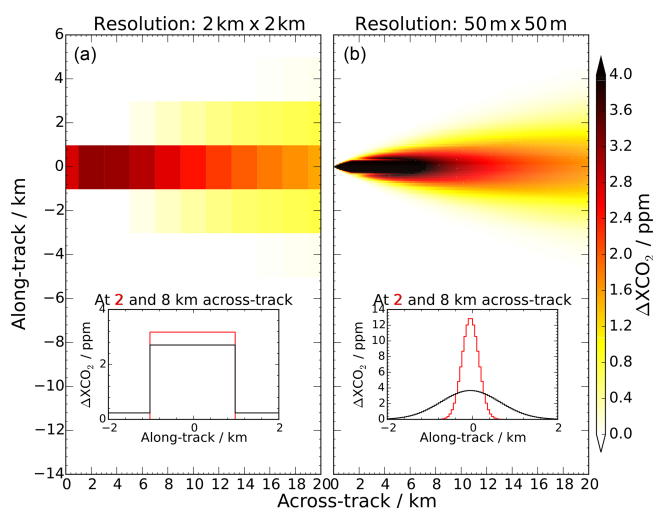 Resolution: 2 km x 2 km
Resolution: 50 m x 50 m
(a)
(b)
6
4
2
0
−2
−4
−6
−8
−10
−12
−14
Along-track / km
0 2 4 6 8 10 12 14 16 18 20
0 2 4 6 8 10 12 14 16 18 20
Across-track / km
At 2 and 8 km across-track
4
2
0
ΔXCO₂ / ppm
−2 0 2
Along-track / km
At 2 and 8 km across-track
14
12
10
8
6
4
2
0
ΔXCO₂ / ppm
−2 0 2
Along-track / km
4.0
3.6
3.2
2.8
2.4
2.0
1.6
1.2
0.8
0.4
0.0
ΔXCO₂ / ppm